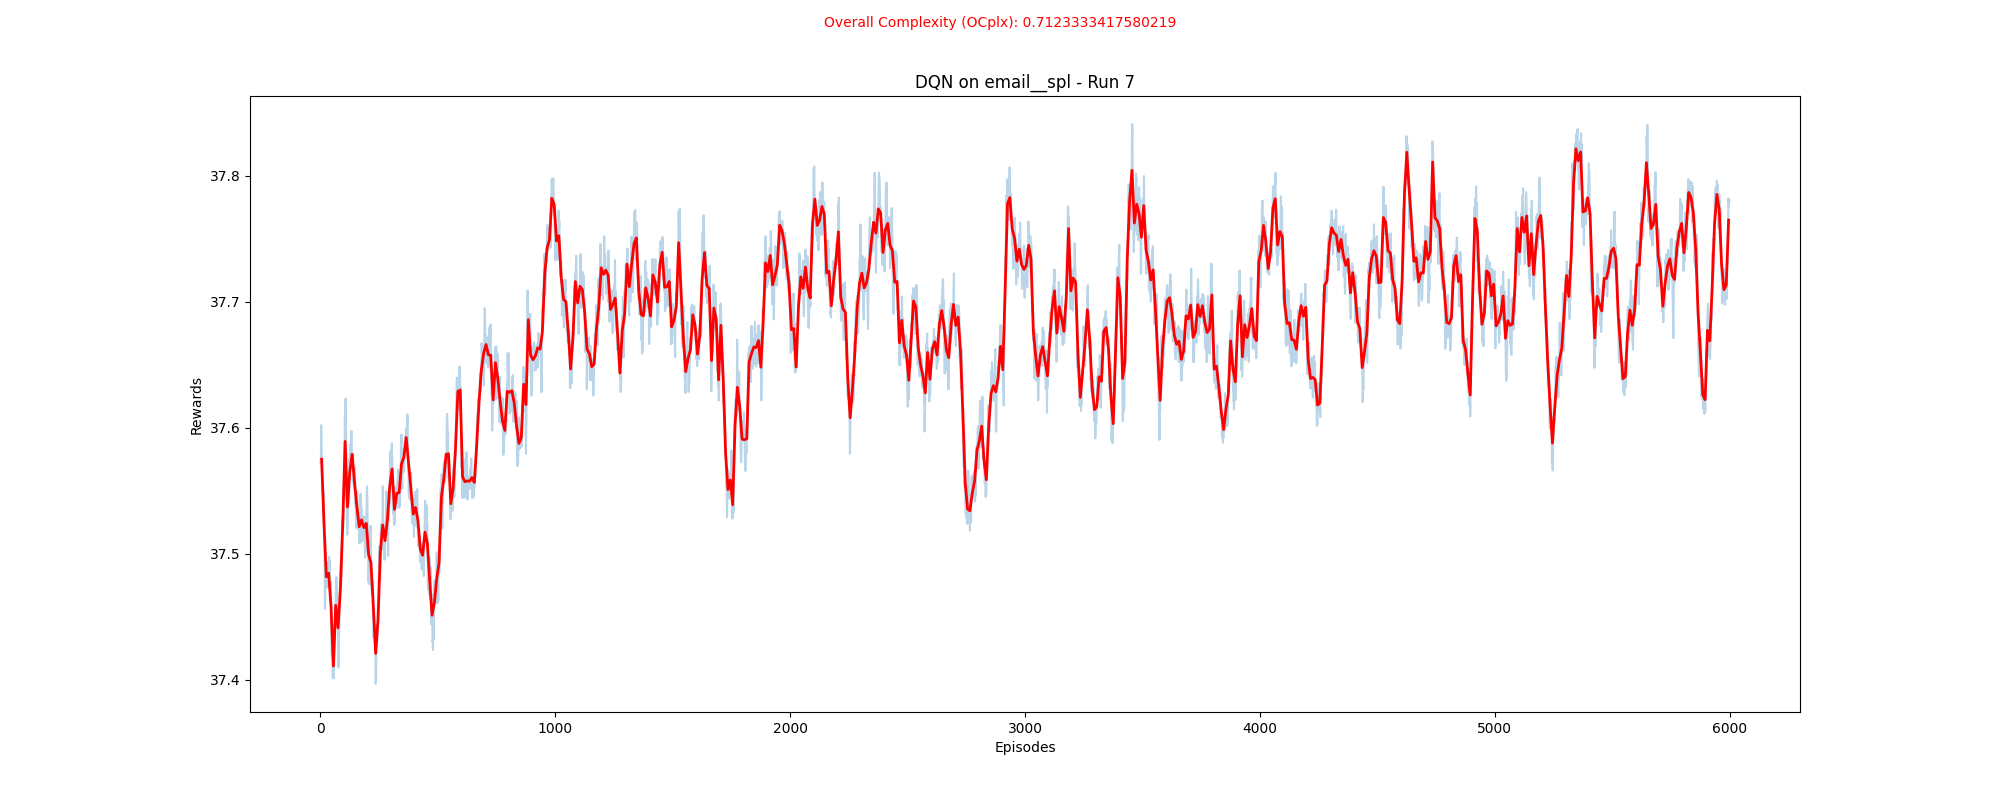 Overall Complexity (OCplx): 0.7123333417580219
DQN on email__spl - Run 7
Rewards
37.8
37.7
37.6
37.5
37.4
0 1000 2000 3000 4000 5000 6000
Episodes